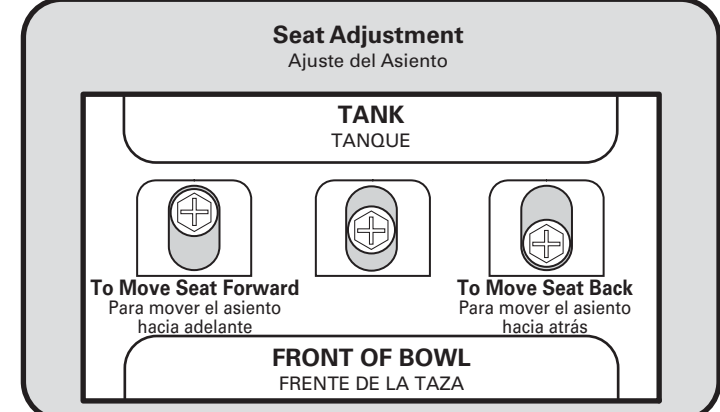 Seat Adjustment
Ajuste del Asiento
TANK
TANQUE
To Move Seat Forward
Para mover el asiento
hacia adelante
To Move Seat Back
Para mover el asiento
hacia atrás
FRONT OF BOWL
FRENTE DE LA TAZA